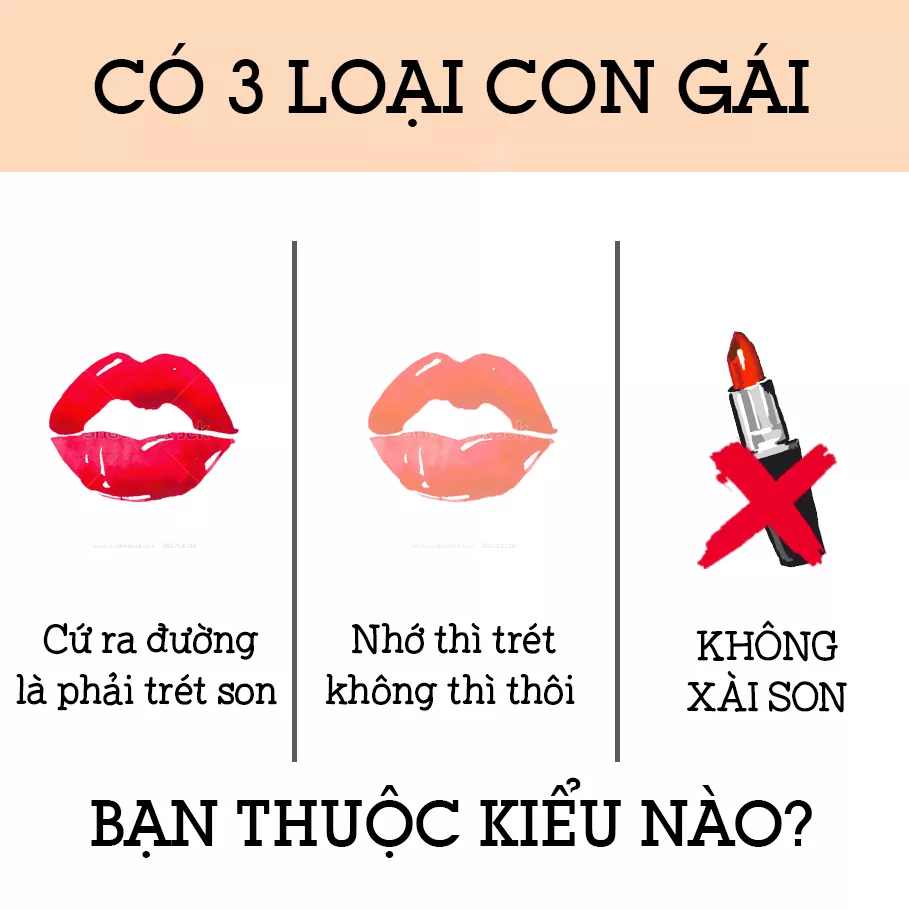 CÓ 3 LOẠI CON GÁI
Cứ ra đường
là phải trét son
Nhớ thì trét
không thì thôi
KHÔNG
XÀI SON
BẠN THUỘC KIỂU NÀO?